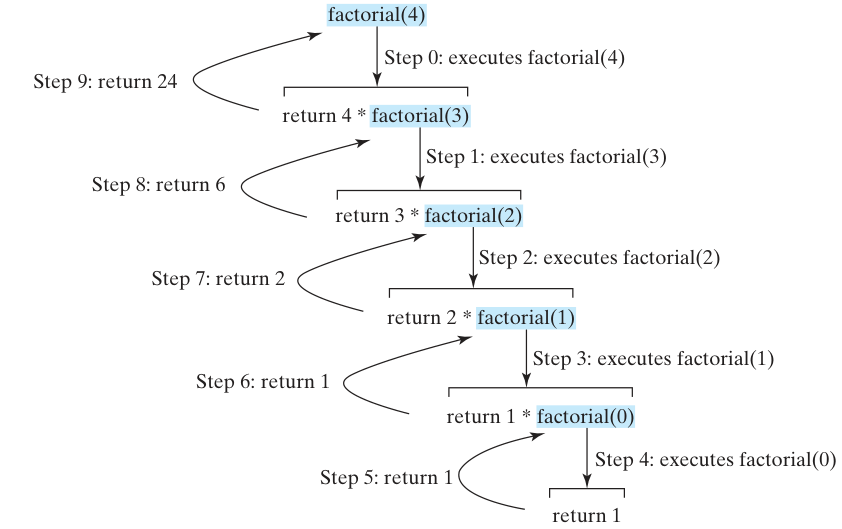 factorial(4)
Step 0: executes factorial(4)
Step 9: return 24
return 4 * factorial(3)
Step 1: executes factorial(3)
Step 8: return 6
return 3 * factorial(2)
Step 2: executes factorial(2)
Step 7: return 2
return 2 * factorial(1)
Step 3: executes factorial(1)
Step 6: return 1
return 1 * factorial(0)
Step 4: executes factorial(0)
Step 5: return 1
return 1